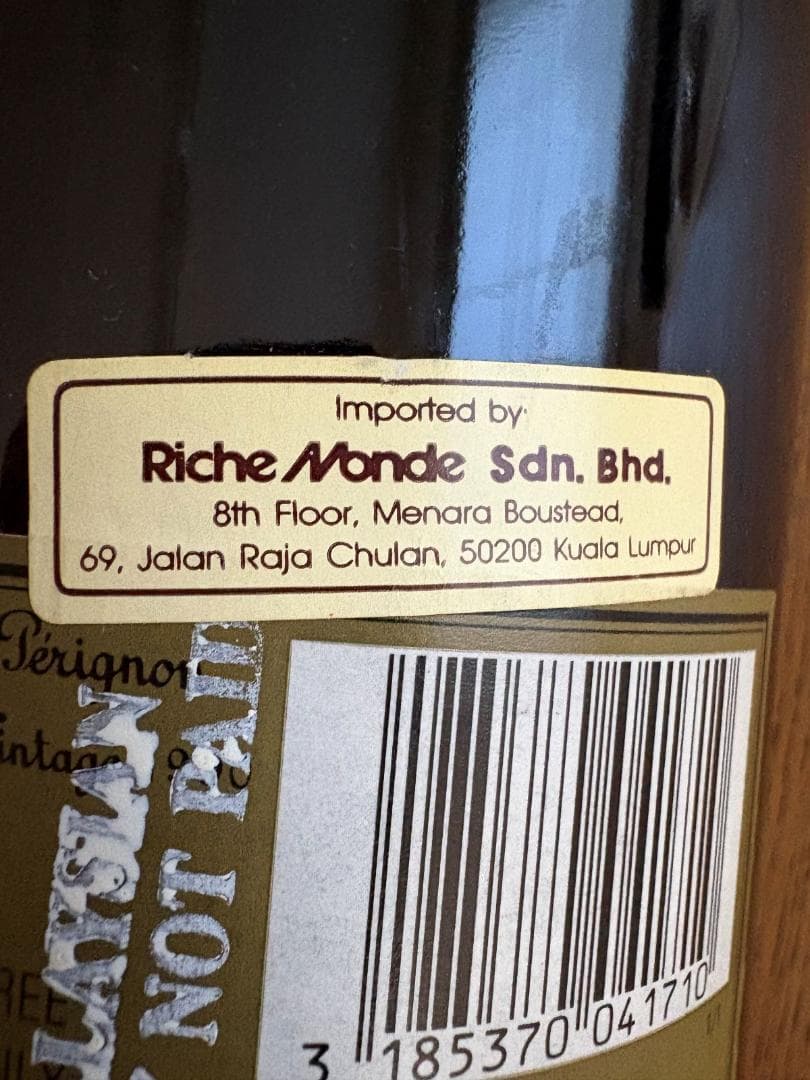 Imported by:
Riche Monde Sdn. Bhd.
8th Floor, Menara Boustead,
69, Jalan Raja Chulan, 50200 Kuala Lumpur
Pérignon
NOT PAID
3 185370 041710